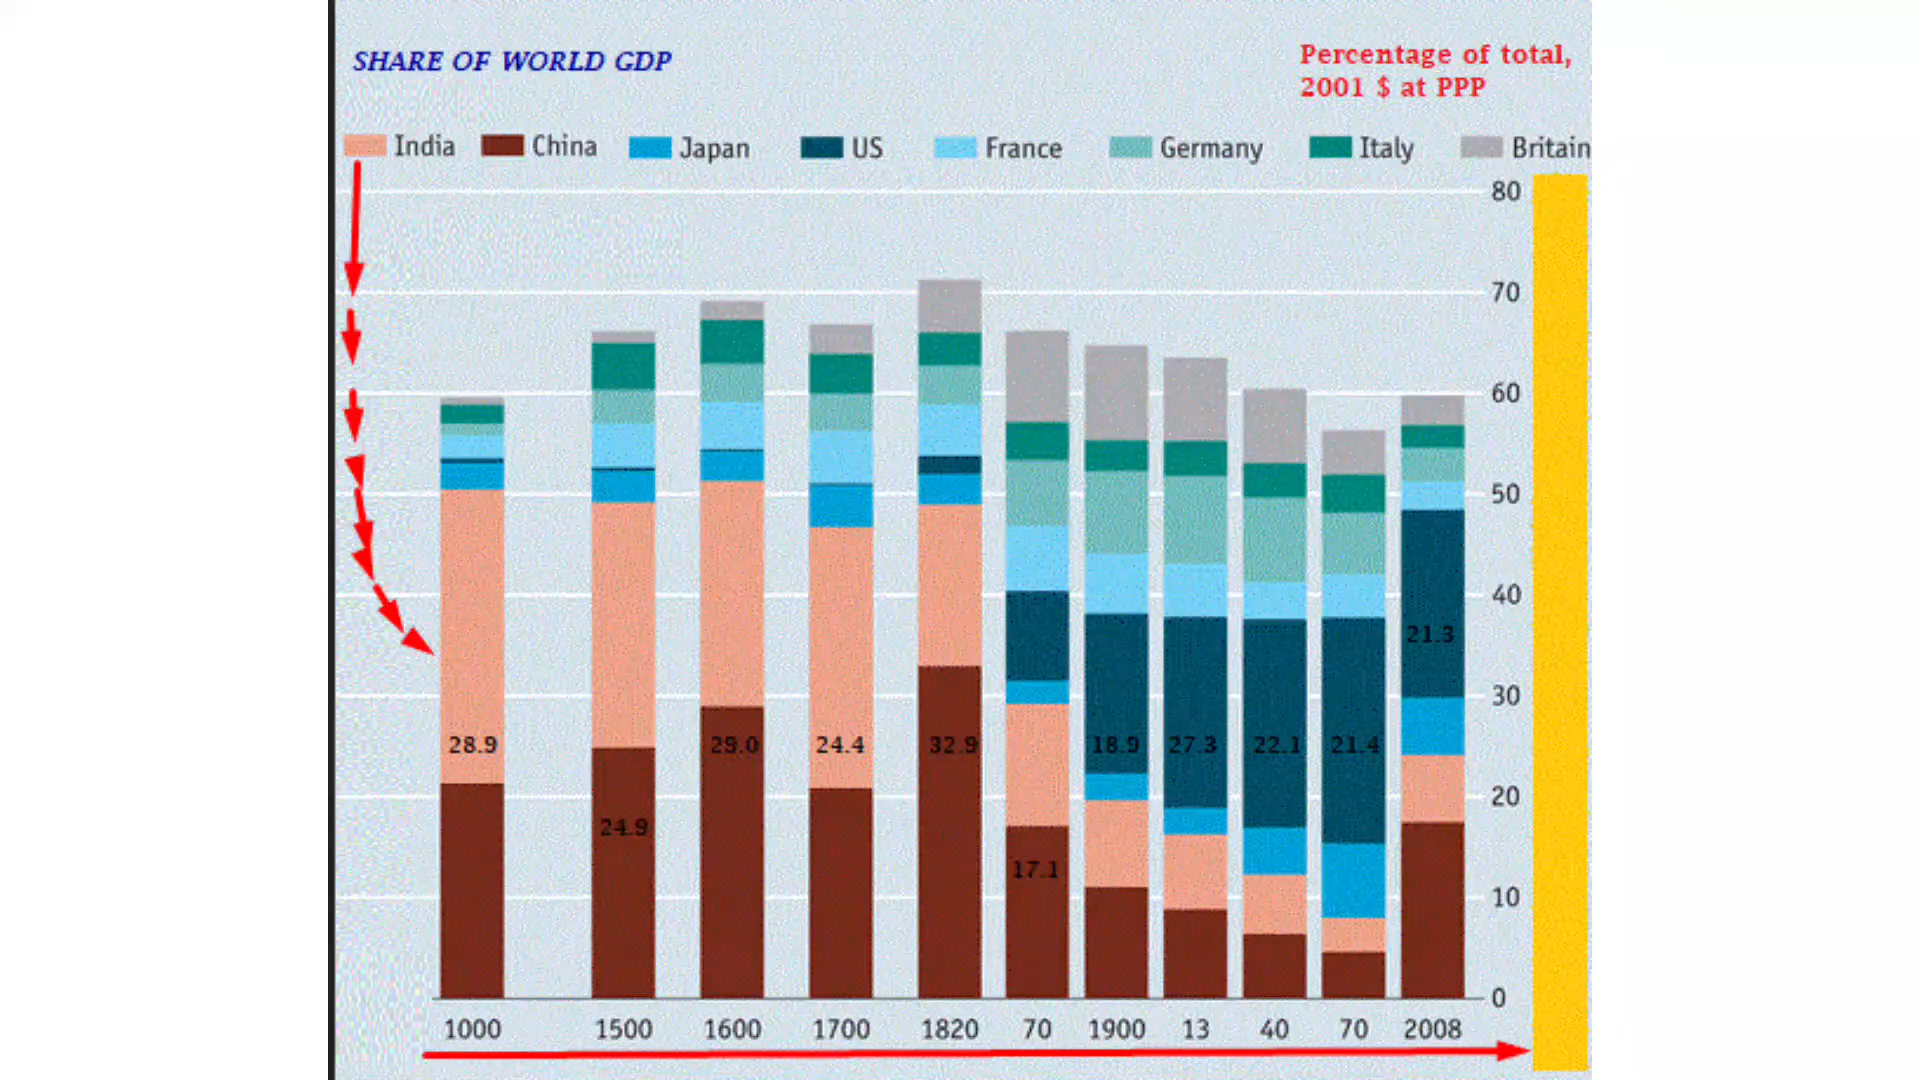 SHARE OF WORLD GDP
Percentage of total,
2001 $ at PPP
India China Japan US France Germany Italy Britain
80
70
60
50
40
30
20
10
0
21.3
28.9 29.0 24.4 32.9 18.9 27.3 22.1 21.4
24.9
17.1
1000 1500 1600 1700 1820 70 1900 13 40 70 2008